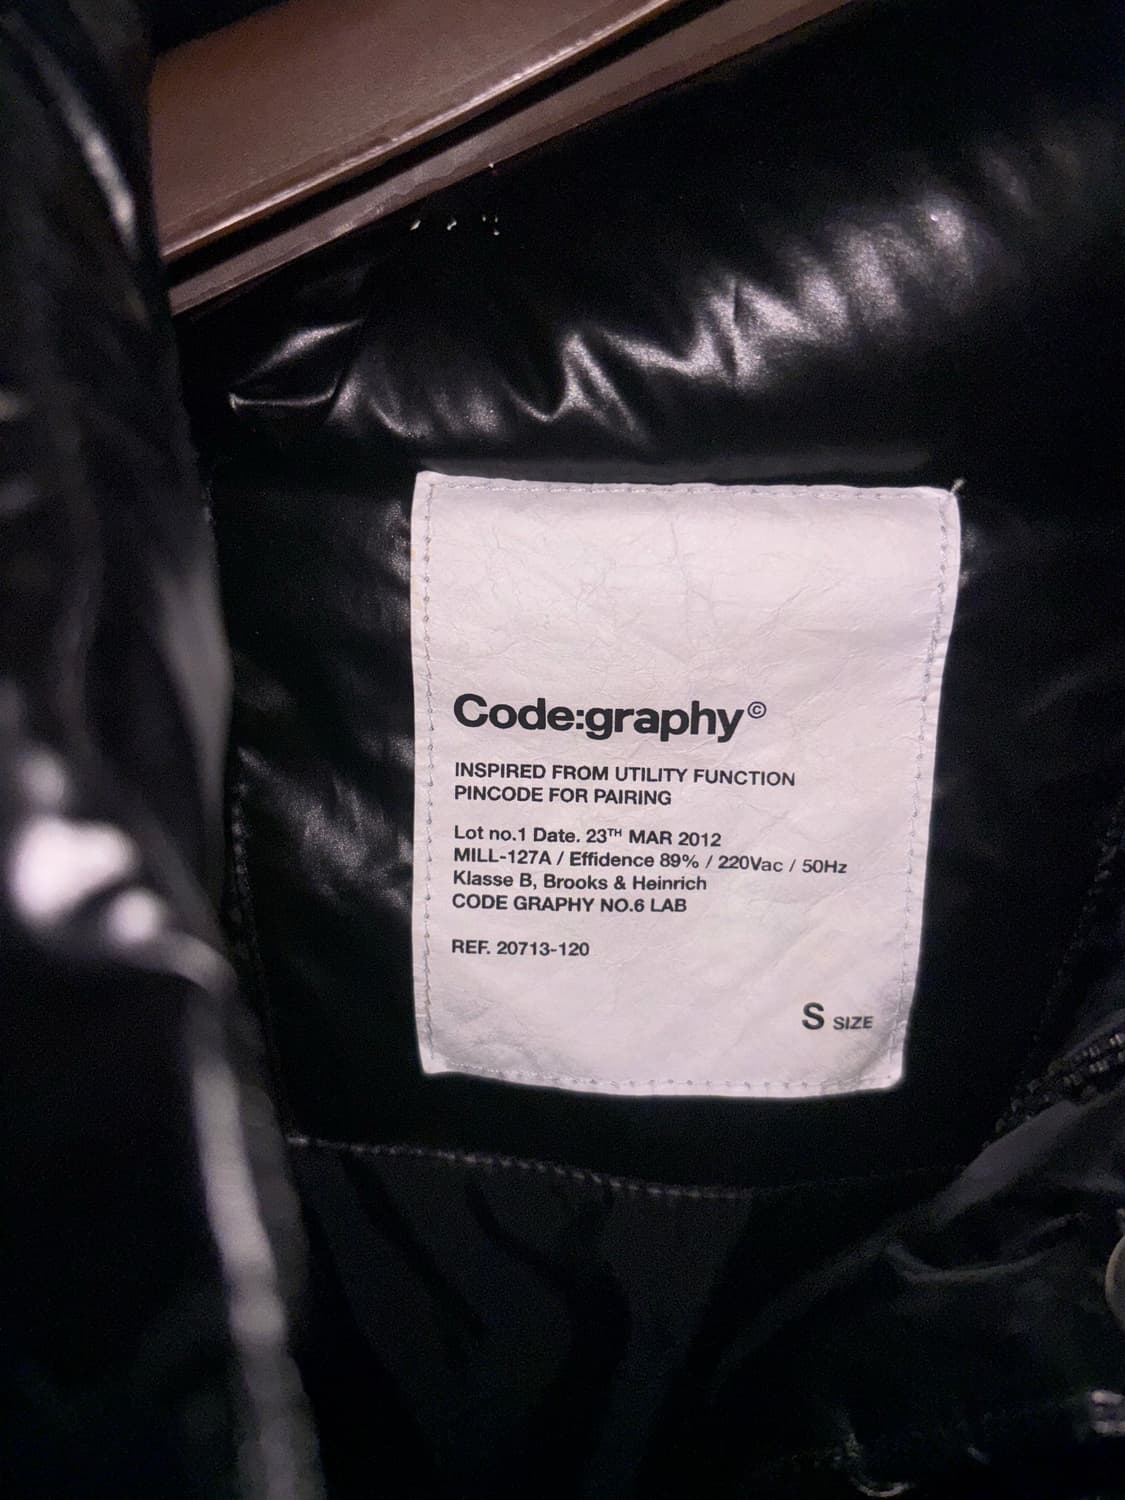 Code:graphy©
INSPIRED FROM UTILITY FUNCTION
PINCODE FOR PAIRING
Lot no.1 Date. 23TH MAR 2012
MILL-127A / Effidence 89% / 220Vac / 50Hz
Klasse B, Brooks & Heinrich
CODE GRAPHY NO.6 LAB
REF. 20713-120
S SIZE